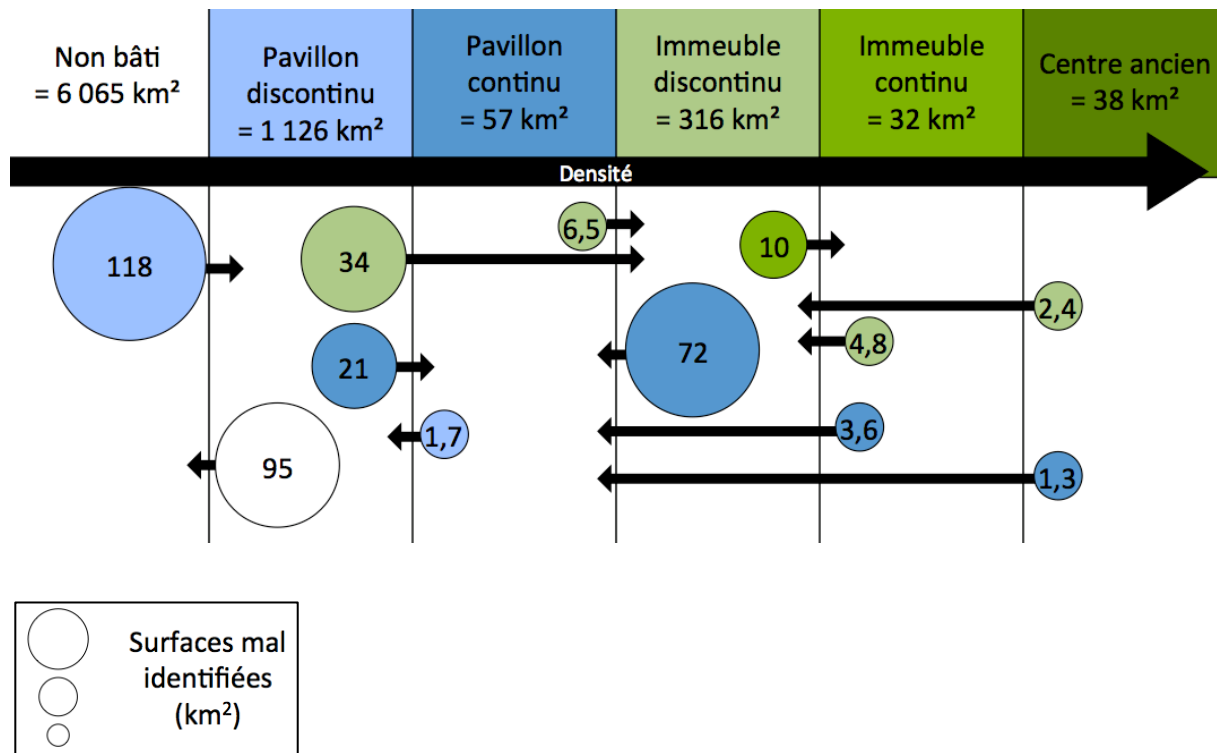 Non bâti
= 6 065 km²
Pavillon
discontinu
= 1 126 km²
Pavillon
continu
= 57 km²
Immeuble
discontinu
= 316 km²
Immeuble
continu
= 32 km²
Centre ancien
= 38 km²
Densité
118
34
6,5
10
2,4
4,8
72
21
1,7
3,6
95
1,3
Surfaces mal
identifiées
(km²)